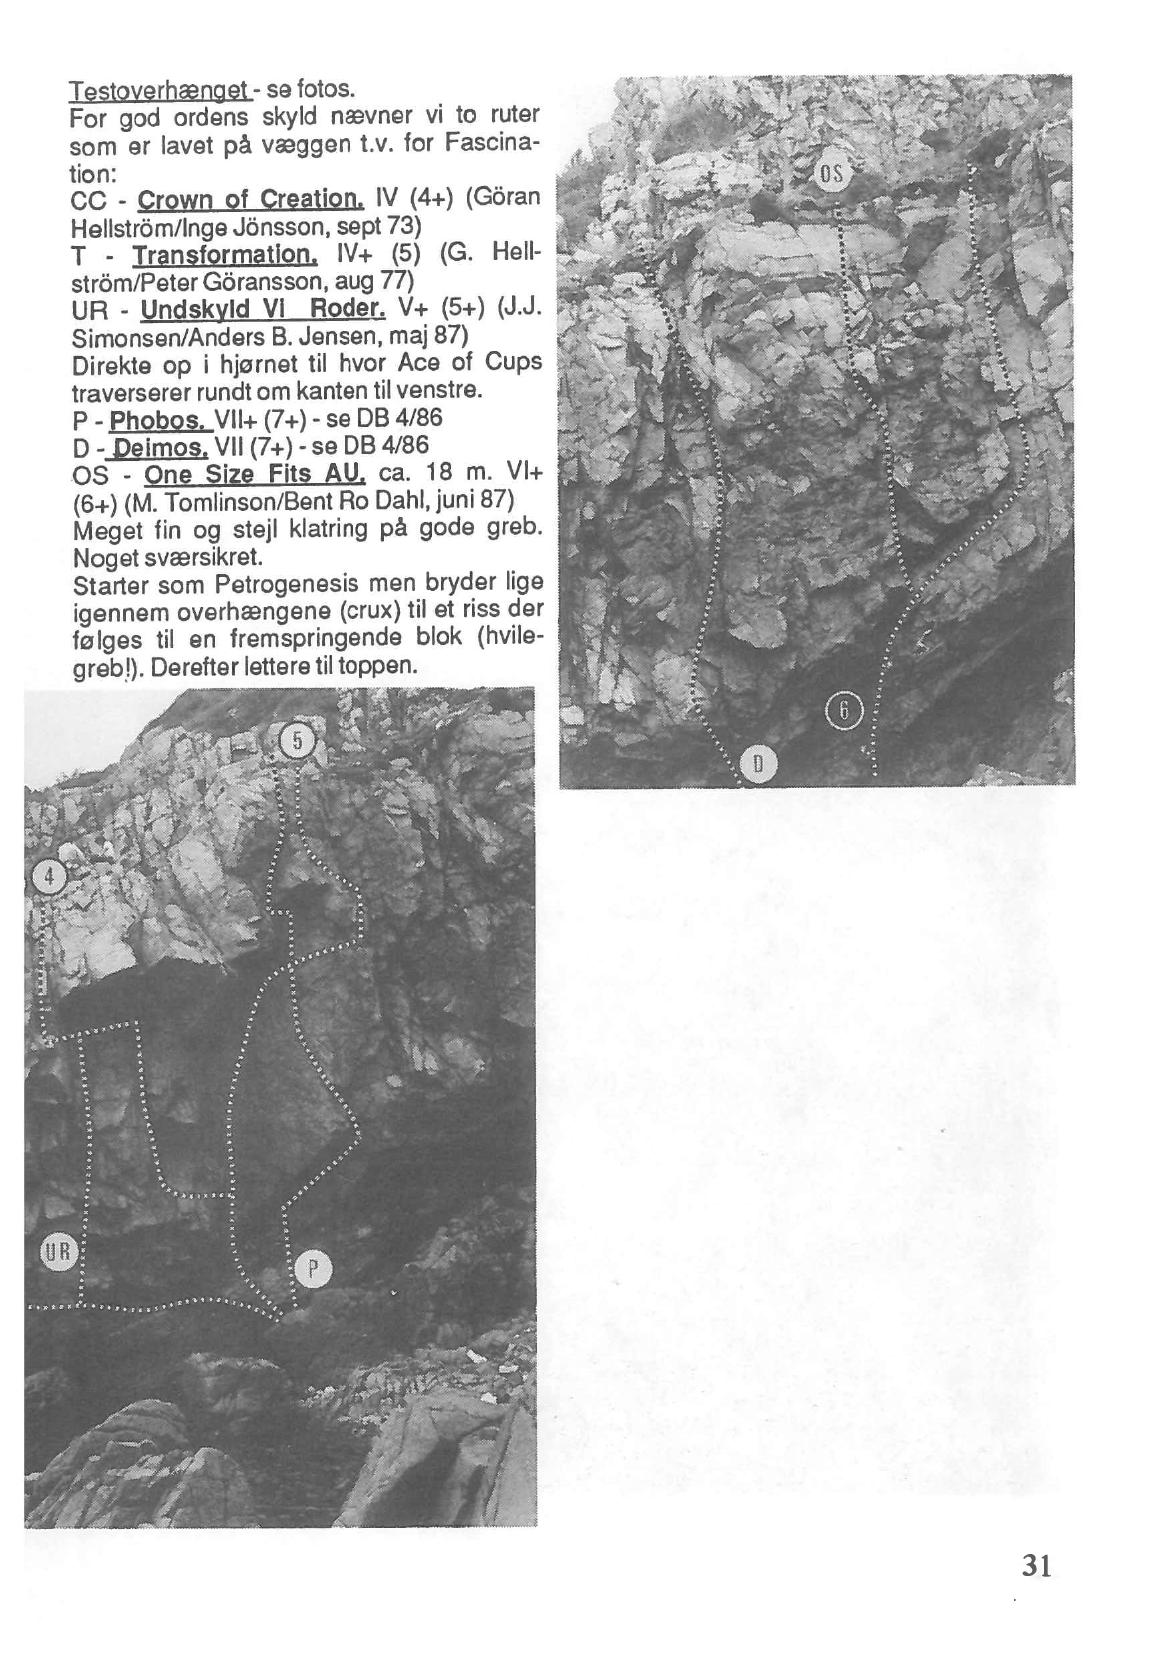 Testoverhænget - se fotos.
For god ordens skyld nævner vi to ruter
som er lavet på væggen t.v. for Fascina-
tion:
CC - Crown of Creation. IV (4+) (Göran
Hellström/Inge Jönsson, sept 73)
T - Transformation. IV+ (5) (G. Hell-
ström/Peter Göransson, aug 77)
UR - Undskyld Vi Roder. V+ (5+) (J.J.
Simonsen/Anders B. Jensen, maj 87)
Direkte op i hjørnet til hvor Ace of Cups
traverserer rundt om kanten til venstre.
P - Phobos. VII+ (7+) - se DB 4/86
D - Deimos. VII (7+) - se DB 4/86
OS - One Size Fits AU. ca. 18 m. VI+
(6+) (M. Tomlinson/Bent Ro Dahl, juni 87)
Meget fin og stejl klatring på gode greb.
Noget sværsikret.
Starter som Petrogenesis men bryder lige
igennem overhængene (crux) til et riss der
følges til en fremspringende blok (hvile-
greb!). Derefter lettere til toppen.
OS
6
D
5
4
UR
P
31